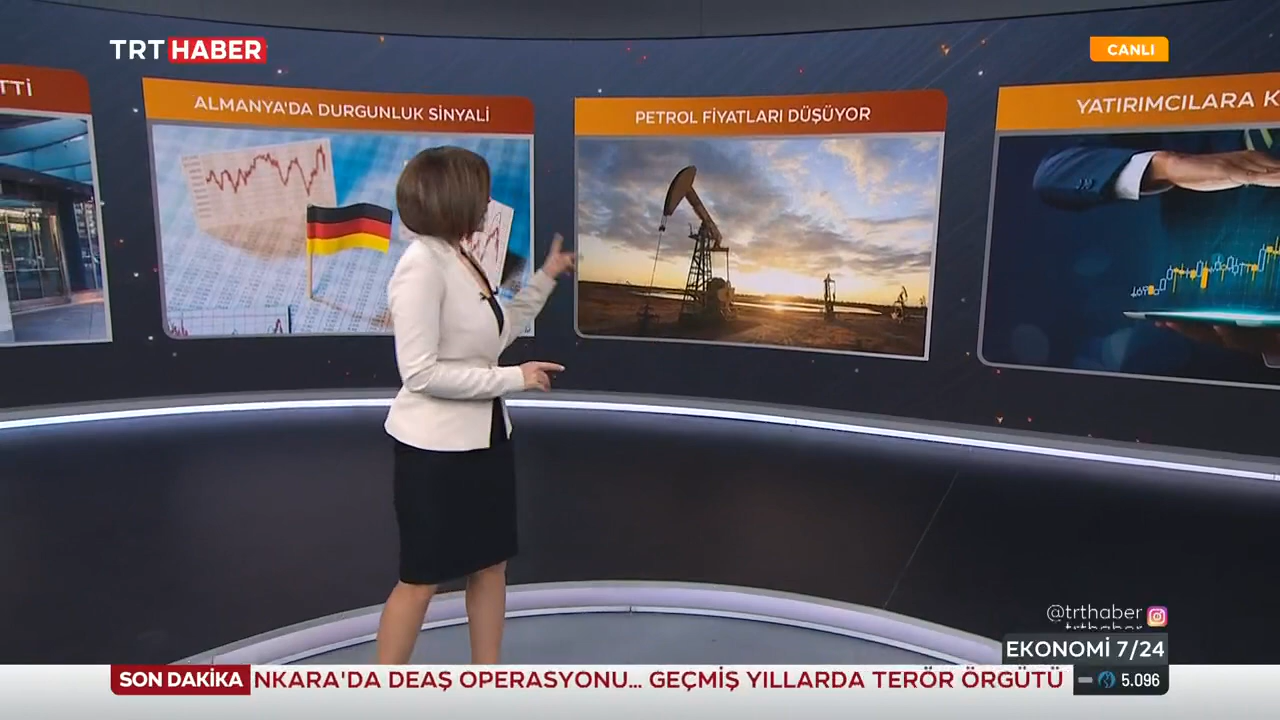 TRT HABER
CANLI
TTİ
ALMANYA'DA DURGUNLUK SİNYALİ
PETROL FİYATLARI DÜŞÜYOR
YATIRIMCILARA K
@trthaber
trthaber
EKONOMİ 7/24
SON DAKİKA
NKARA'DA DEAŞ OPERASYONU... GEÇMİŞ YILLARDA TERÖR ÖRGÜTÜ
5.096